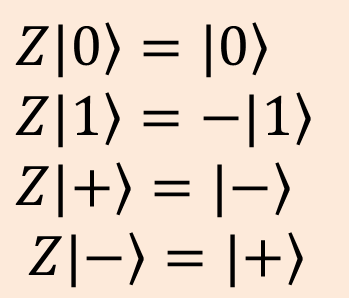 Z|0⟩ = |0⟩
Z|1⟩ = −|1⟩
Z|+⟩ = |−⟩
Z|−⟩ = |+⟩